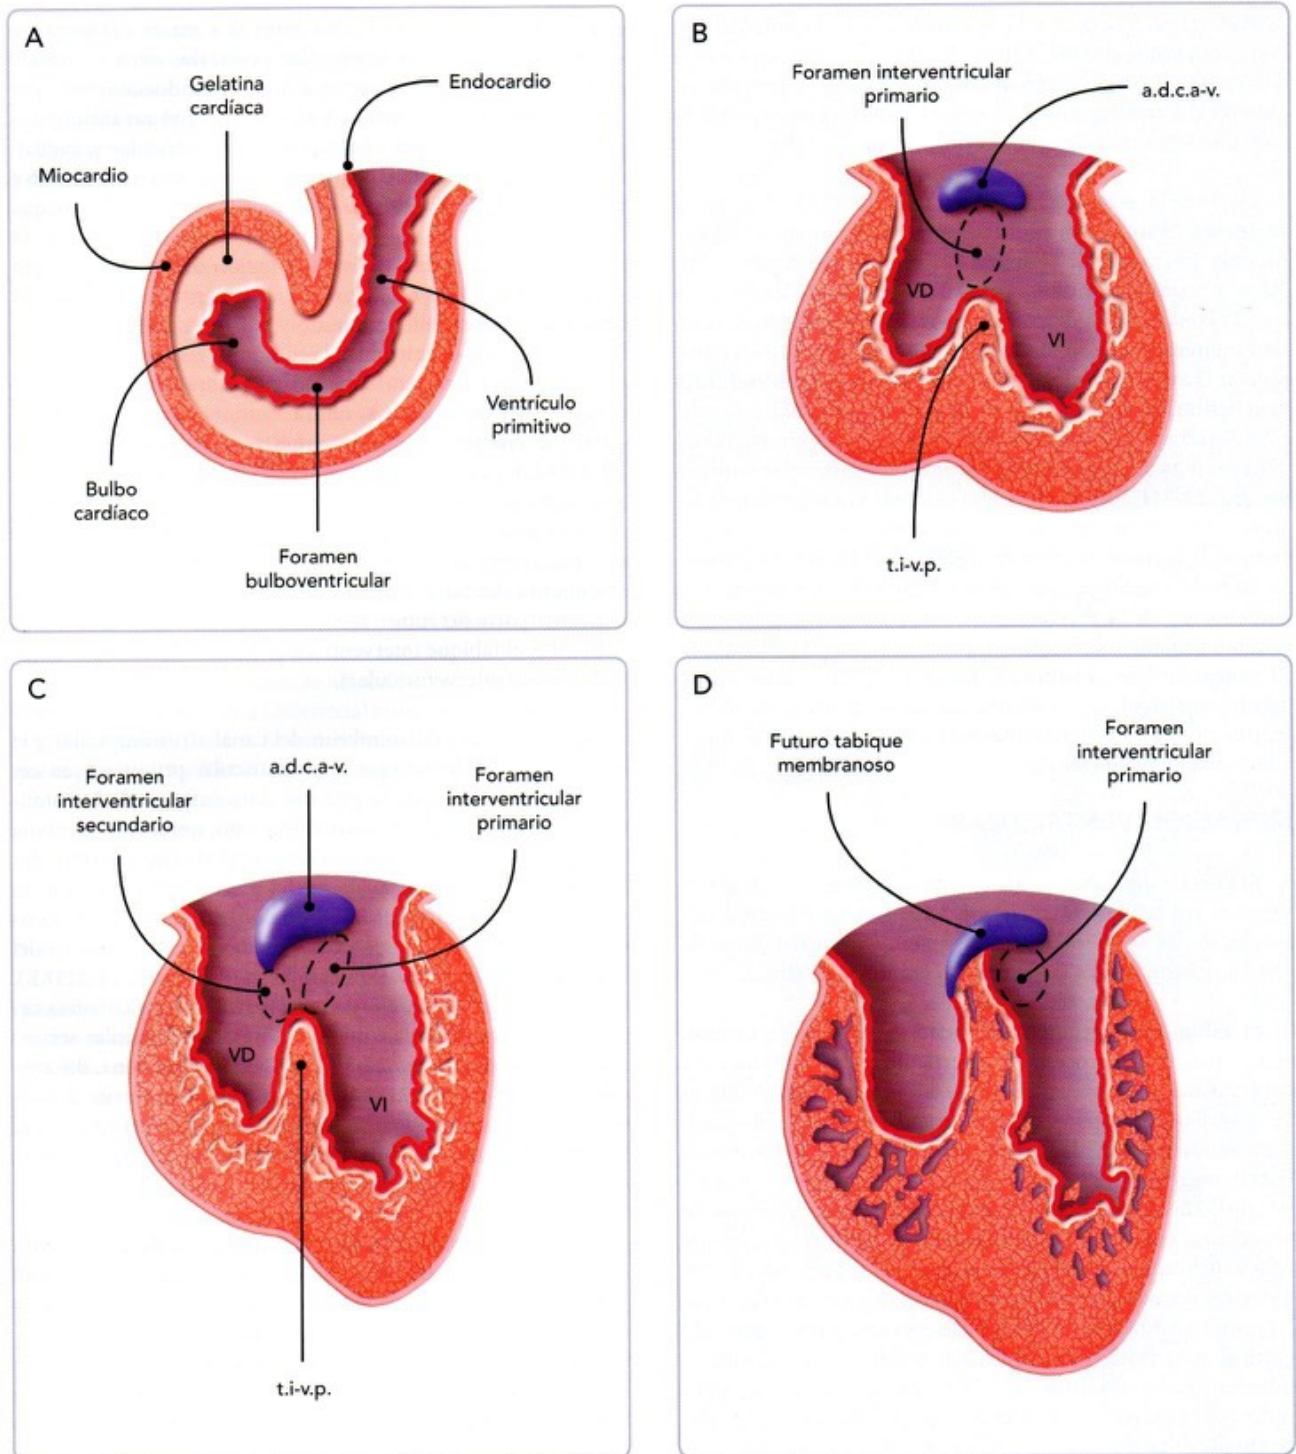 A
Gelatina
cardíaca
Endocardio
Miocardio
Ventrículo
primitivo
Bulbo
cardíaco
Foramen
bulboventricular
B
Foramen interventricular
primario
a.d.c.a-v.
VD
VI
t.i-v.p.
C
a.d.c.a-v.
Foramen
interventricular
secundario
Foramen
interventricular
primario
VD
VI
t.i-v.p.
D
Futuro tabique
membranoso
Foramen
interventricular
primario